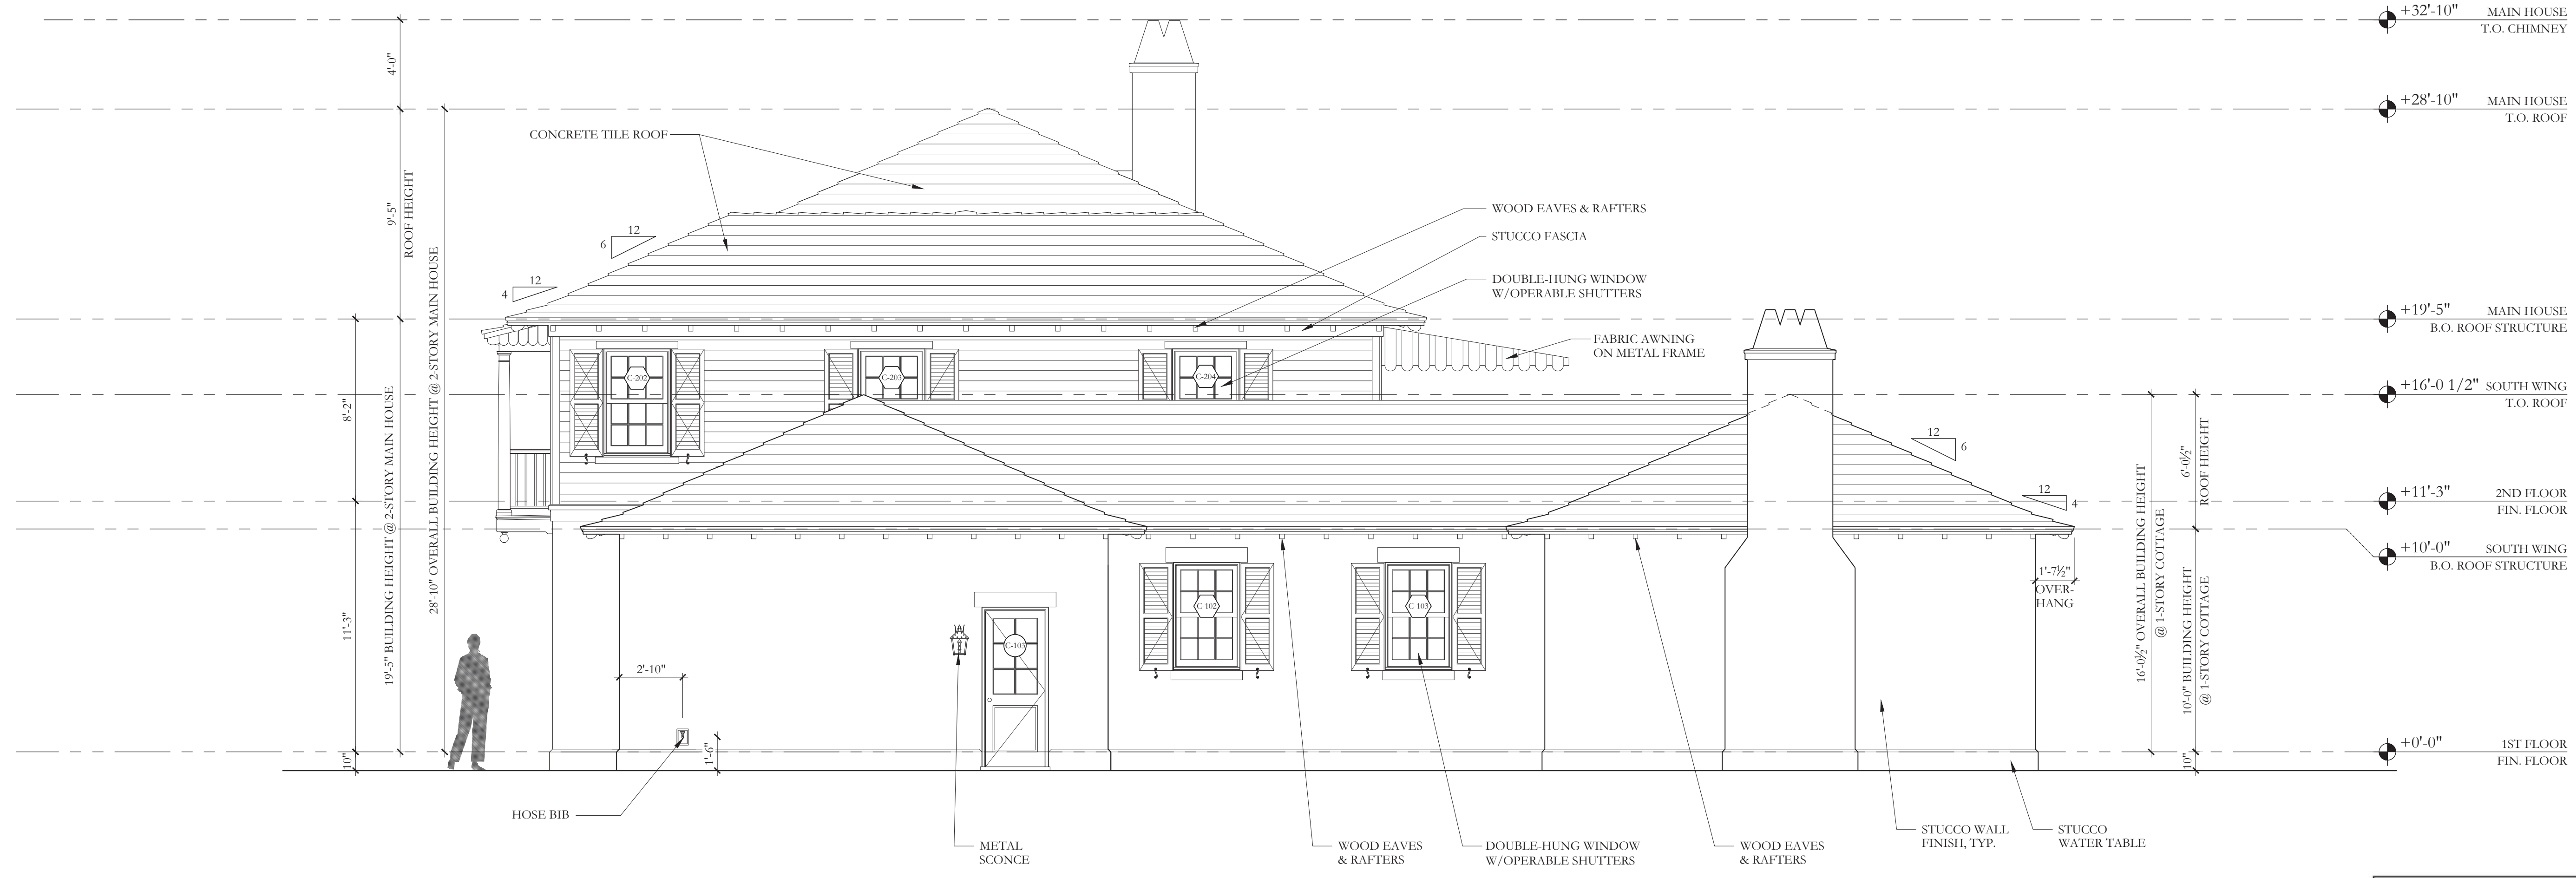 +32'-10" MAIN HOUSE
T.O. CHIMNEY
4'-0"
+28'-10" MAIN HOUSE
T.O. ROOF
CONCRETE TILE ROOF
9'-5"
ROOF HEIGHT
WOOD EAVES & RAFTERS
STUCCO FASCIA
12
6
12
4
DOUBLE-HUNG WINDOW
W/OPERABLE SHUTTERS
+19'-5" MAIN HOUSE
B.O. ROOF STRUCTURE
FABRIC AWNING
ON METAL FRAME
C-202
C-203
C-204
+16'-0 1/2" SOUTH WING
T.O. ROOF
8'-2"
19'-5" BUILDING HEIGHT @ 2-STORY MAIN HOUSE
28'-10" OVERALL BUILDING HEIGHT @ 2-STORY MAIN HOUSE
12
6
12
4
6'-0½"
ROOF HEIGHT
+11'-3" 2ND FLOOR
FIN. FLOOR
+10'-0" SOUTH WING
B.O. ROOF STRUCTURE
1'-7½"
OVER-
HANG
16'-0½" OVERALL BUILDING HEIGHT
@ 1-STORY COTTAGE
10'-0" BUILDING HEIGHT
@ 1-STORY COTTAGE
11'-3"
C-102
C-103
C-103
2'-10"
1'-6"
10"
10"
+0'-0" 1ST FLOOR
FIN. FLOOR
HOSE BIB
METAL
SCONCE
WOOD EAVES
& RAFTERS
DOUBLE-HUNG WINDOW
W/OPERABLE SHUTTERS
WOOD EAVES
& RAFTERS
STUCCO WALL
FINISH, TYP.
STUCCO
WATER TABLE